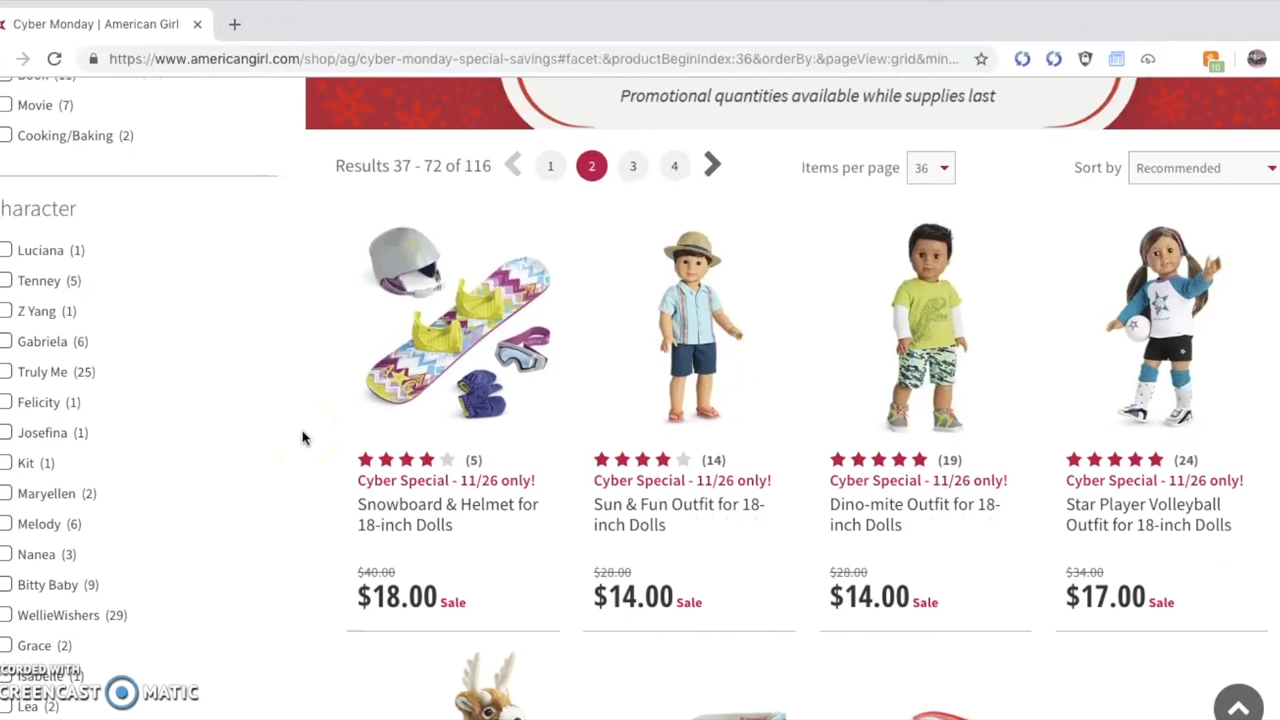 Cyber Monday | American Girl
https://www.americangirl.com/shop/ag/cyber-monday-special-savings#facet:&productBeginIndex:36&orderBy:&pageView:grid&min...
10
Book (11)
Movie (7)
Cooking/Baking (2)
haracter
Luciana (1)
Tenney (5)
Z Yang (1)
Gabriela (6)
Truly Me (25)
Felicity (1)
Josefina (1)
Kit (1)
Maryellen (2)
Melody (6)
Nanea (3)
Bitty Baby (9)
WellieWishers (29)
Grace (2)
Isabelle (1)
Lea (2)
Promotional quantities available while supplies last
Results 37 - 72 of 116
1 2 3 4
Items per page 36
Sort by Recommended
(5)
Cyber Special - 11/26 only!
Snowboard & Helmet for
18-inch Dolls
$40.00
$18.00 Sale
(14)
Cyber Special - 11/26 only!
Sun & Fun Outfit for 18-
inch Dolls
$28.00
$14.00 Sale
(19)
Cyber Special - 11/26 only!
Dino-mite Outfit for 18-
inch Dolls
$28.00
$14.00 Sale
(24)
Cyber Special - 11/26 only!
Star Player Volleyball
Outfit for 18-inch Dolls
$34.00
$17.00 Sale
CORDED WITH
CREENCAST MATIC